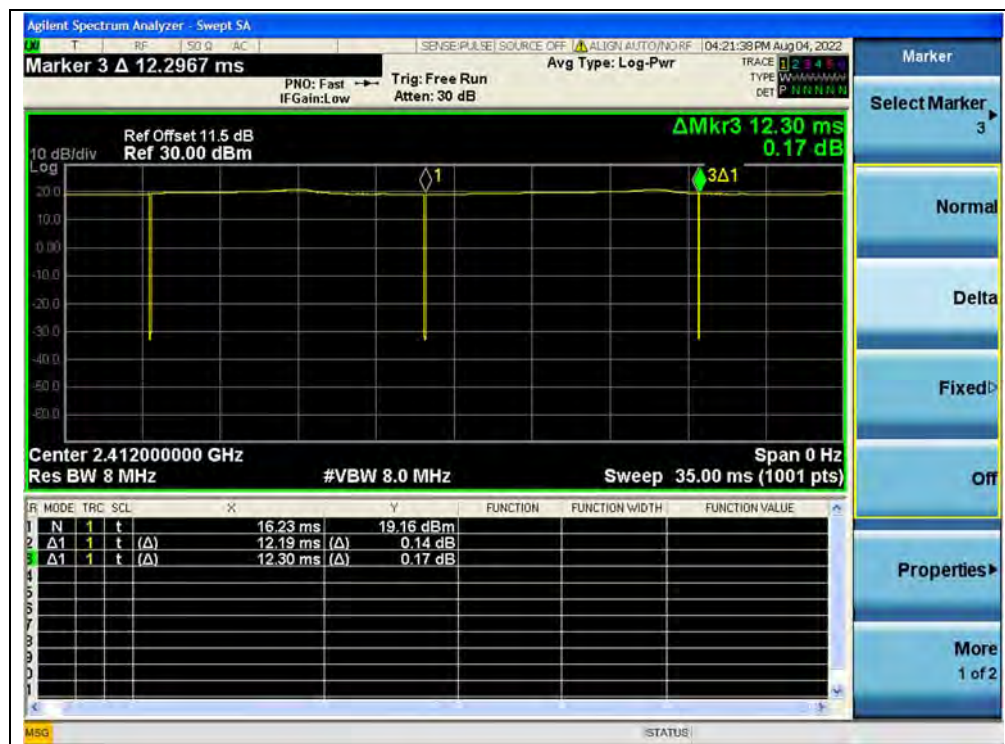 Agilent Spectrum Analyzer - Swept SA
T RF 50 Ω AC SENSE:PULSE SOURCE OFF ALIGN AUTO/NORF 04:21:38 PM Aug 04, 2022
Marker 3 Δ 12.2967 ms
PNO: Fast
IFGain:Low
Trig: Free Run
Atten: 30 dB
Avg Type: Log-Pwr
TRACE 1 2 3 4 5 6
TYPE W
DET P N N N N N
Ref Offset 11.5 dB
10 dB/div Ref 30.00 dBm
Log
ΔMkr3 12.30 ms
0.17 dB
1
3Δ1
20.0
10.0
0.00
-10.0
-20.0
-30.0
-40.0
-50.0
-60.0
Center 2.412000000 GHz Span 0 Hz
Res BW 8 MHz #VBW 8.0 MHz Sweep 35.00 ms (1001 pts)
MODE TRC SCL X Y FUNCTION FUNCTION WIDTH FUNCTION VALUE
1 N 1 t 16.23 ms 19.16 dBm
2 Δ1 1 t (Δ) 12.19 ms (Δ) 0.14 dB
3 Δ1 1 t (Δ) 12.30 ms (Δ) 0.17 dB
4
5
6
7
8
9
MSG STATUS
Marker
Select Marker
3
Normal
Delta
Fixed
Off
Properties
More
1 of 2